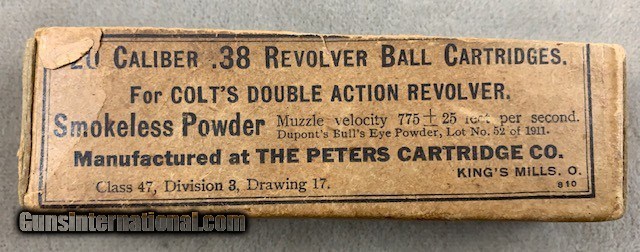 20 CALIBER .38 REVOLVER BALL CARTRIDGES.
FOR COLT'S DOUBLE ACTION REVOLVER.
Smokeless Powder Muzzle velocity 775 ± 25 feet per second.
Dupont's Bull's Eye Powder, Lot No. 52 of 1911.
Manufactured at THE PETERS CARTRIDGE CO.
KING'S MILLS, O.
Class 47, Division 3, Drawing 17.
810
GunsInternational.com